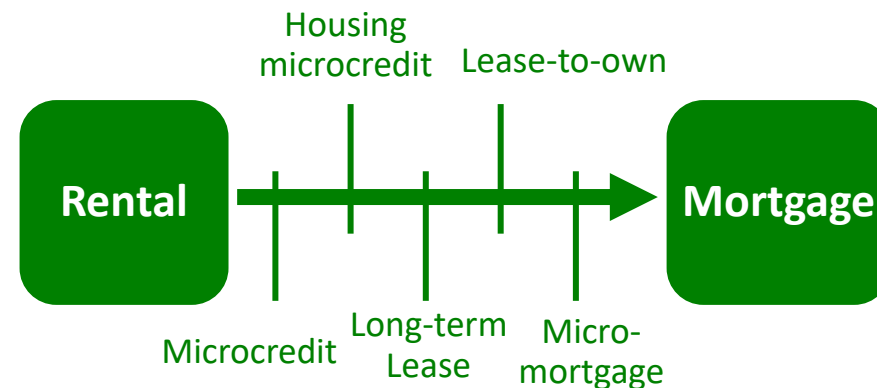 Housing
microcredit
Lease-to-own
Rental
Mortgage
Microcredit
Long-term
Lease
Micro-
mortgage